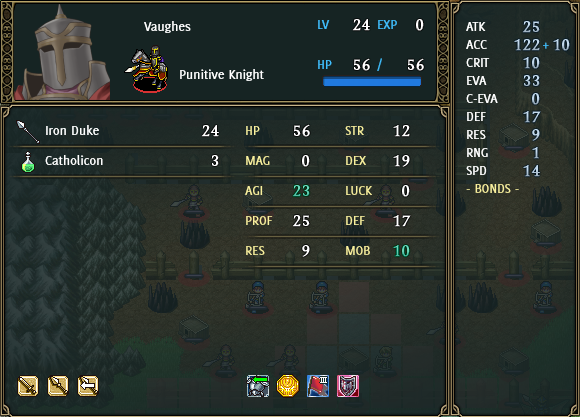 Vaughes
LV 24 EXP 0
Punitive Knight
HP 56 / 56
Iron Duke 24
Catholicon 3
HP 56 STR 12
MAG 0 DEX 19
AGI 23 LUCK 0
PROF 25 DEF 17
RES 9 MOB 10
III
ATK 25
ACC 122 + 10
CRIT 10
EVA 33
C-EVA 0
DEF 17
RES 9
RNG 1
SPD 14
- BONDS -